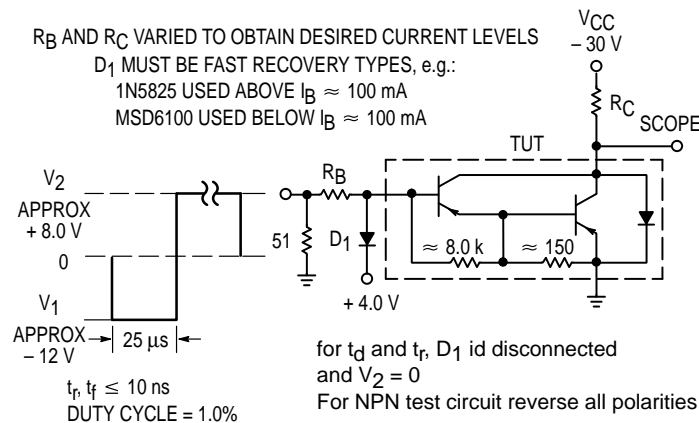 R_B AND R_C VARIED TO OBTAIN DESIRED CURRENT LEVELS
D_1 MUST BE FAST RECOVERY TYPES, e.g.:
1N5825 USED ABOVE I_B ≈ 100 mA
MSD6100 USED BELOW I_B ≈ 100 mA
V_CC
– 30 V
R_C
SCOPE
TUT
V_2
APPROX
+ 8.0 V
0
V_1
APPROX
– 12 V
25 μs
t_r, t_f ≤ 10 ns
DUTY CYCLE = 1.0%
R_B
51
D_1
+ 4.0 V
≈ 8.0 k
≈ 150
for t_d and t_r, D_1 id disconnected
and V_2 = 0
For NPN test circuit reverse all polarities